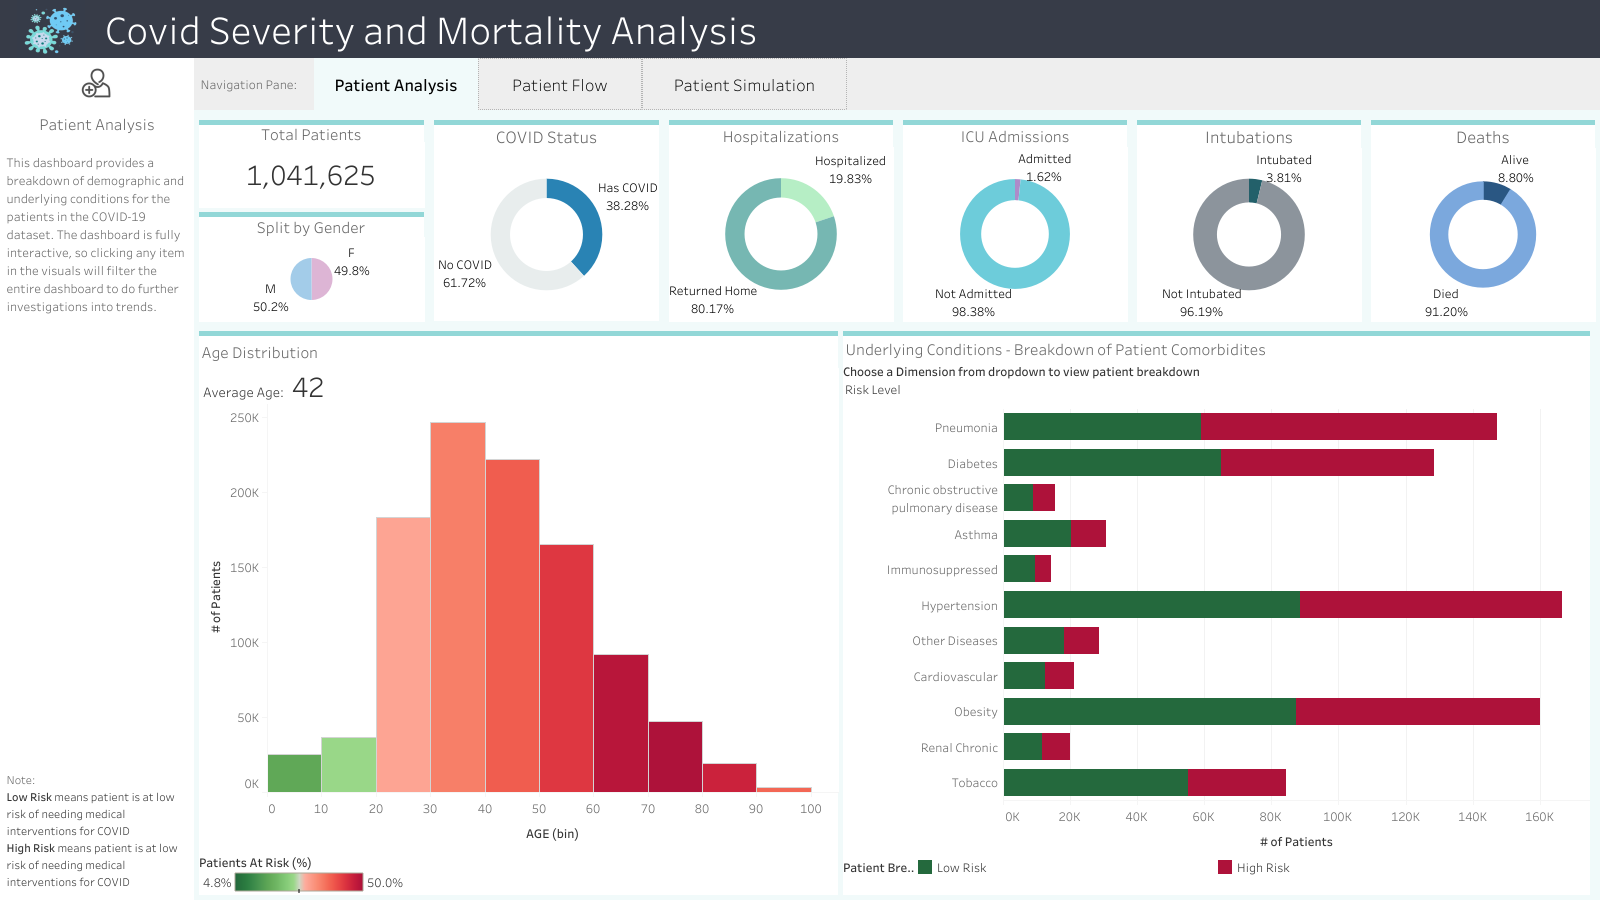 Covid Severity and Mortality Analysis
Patient Analysis
This dashboard provides a
breakdown of demographic and
underlying conditions for the
patients in the COVID-19
dataset. The dashboard is fully
interactive, so clicking any item
in the visuals will filter the
entire dashboard to do further
investigations into trends.
Note:
Low Risk means patient is at low
risk of needing medical
interventions for COVID
High Risk means patient is at low
risk of needing medical
interventions for COVID
Navigation Pane:
Patient Analysis
Patient Flow
Patient Simulation
Total Patients
1,041,625
Split by Gender
F
49.8%
M
50.2%
COVID Status
Has COVID
38.28%
No COVID
61.72%
Hospitalizations
Hospitalized
19.83%
Returned Home
80.17%
ICU Admissions
Admitted
1.62%
Not Admitted
98.38%
Intubations
Intubated
3.81%
Not Intubated
96.19%
Deaths
Alive
8.80%
Died
91.20%
Age Distribution
Average Age: 42
# of Patients
250K
200K
150K
100K
50K
0K
0 10 20 30 40 50 60 70 80 90 100
AGE (bin)
Patients At Risk (%)
4.8% 50.0%
Underlying Conditions - Breakdown of Patient Comorbidites
Choose a Dimension from dropdown to view patient breakdown
Risk Level
Pneumonia
Diabetes
Chronic obstructive
pulmonary disease
Asthma
Immunosuppressed
Hypertension
Other Diseases
Cardiovascular
Obesity
Renal Chronic
Tobacco
0K 20K 40K 60K 80K 100K 120K 140K 160K
# of Patients
Patient Bre.. Low Risk High Risk